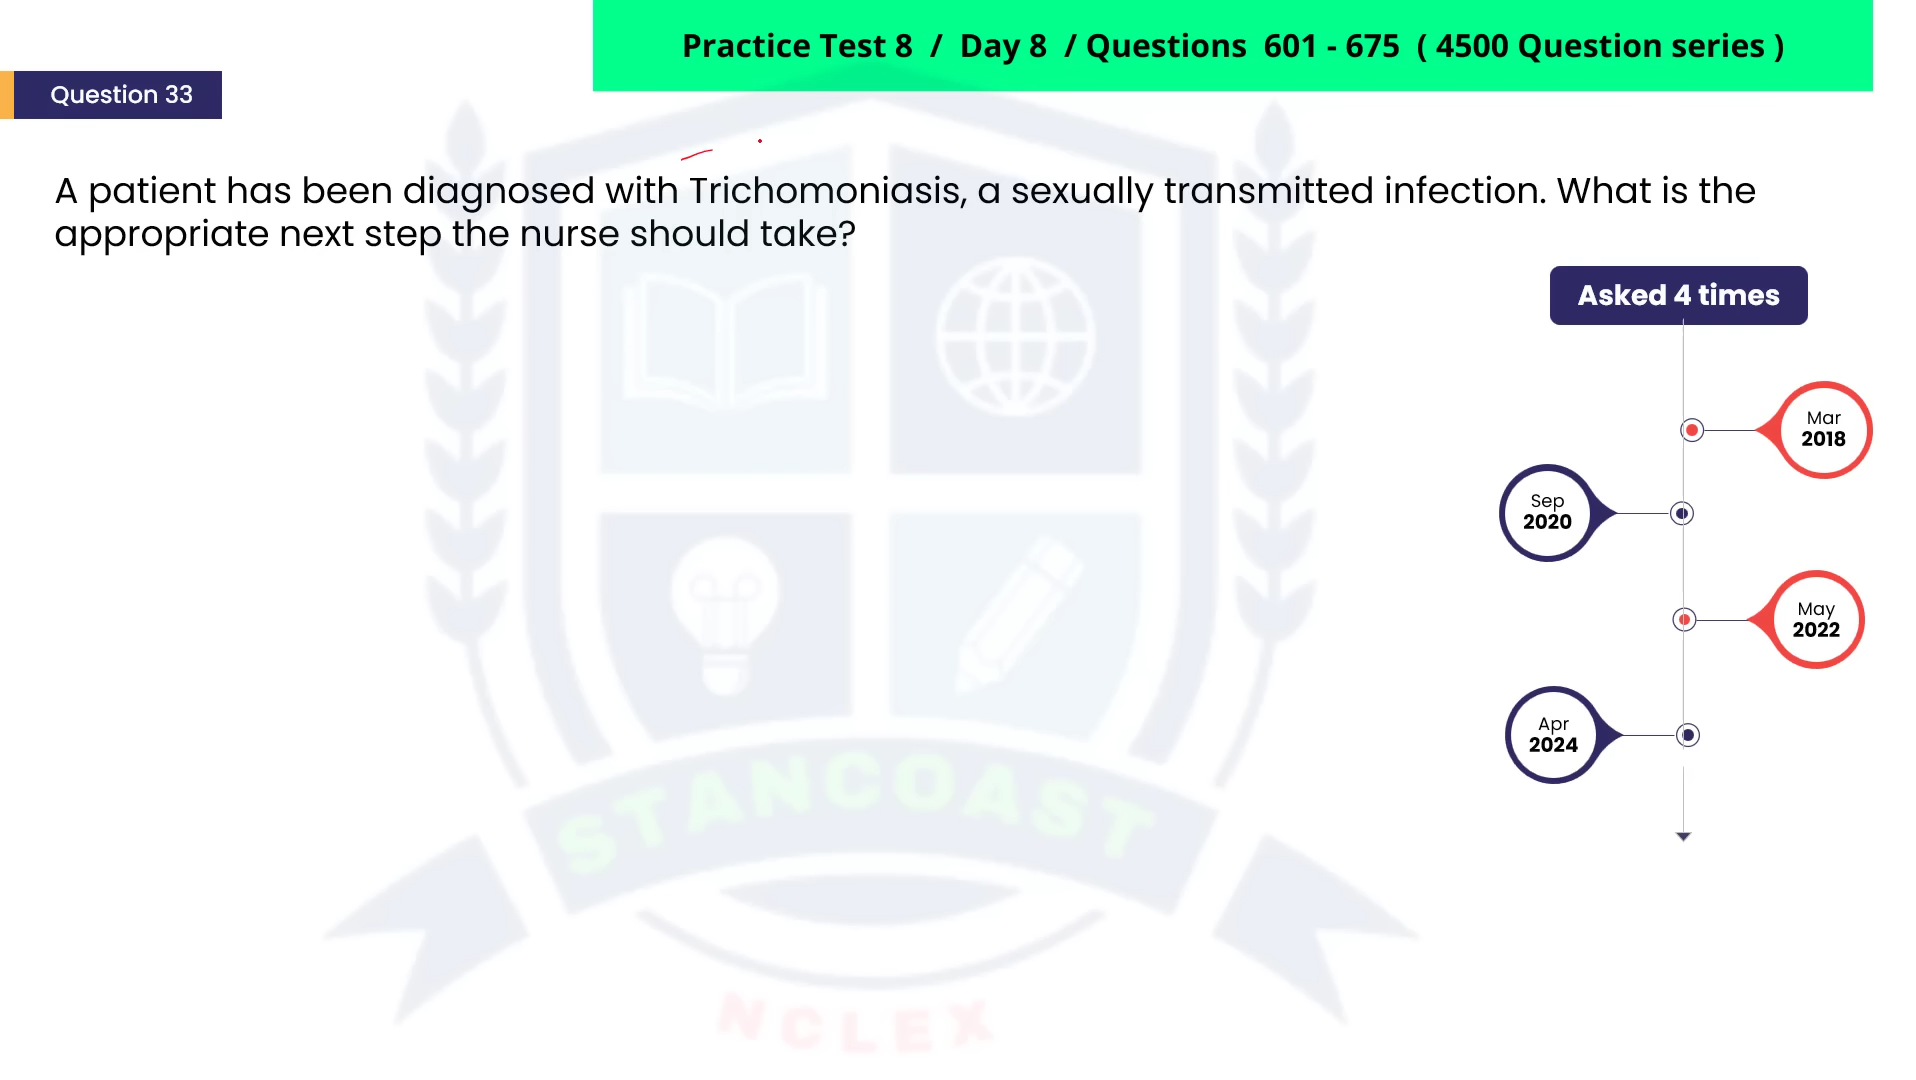 Practice Test 8 / Day 8 / Questions 601 - 675 ( 4500 Question series )
Question 33
A patient has been diagnosed with Trichomoniasis, a sexually transmitted infection. What is the
appropriate next step the nurse should take?
Asked 4 times
Mar
2018
Sep
2020
May
2022
Apr
2024
STANCOAST
NCLEX